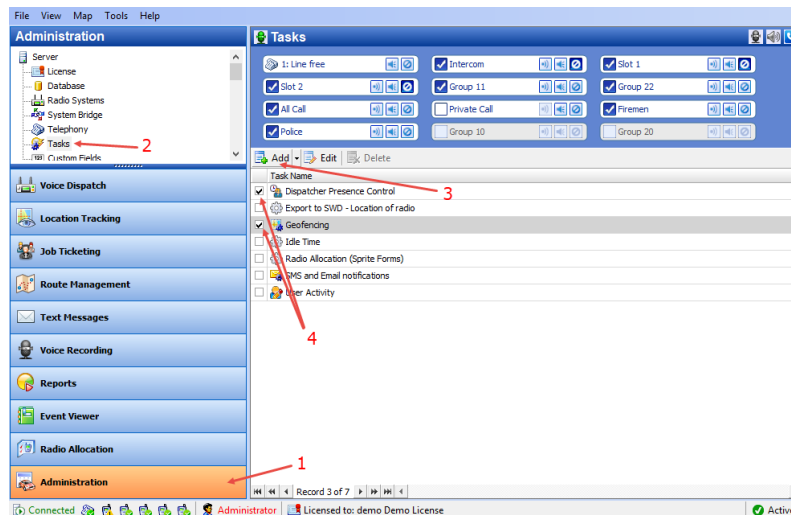 File View Map Tools Help
Administration
Server
License
Database
Radio Systems
System Bridge
Telephony
Tasks
2
Custom Fields
Voice Dispatch
Location Tracking
Job Ticketing
Route Management
Text Messages
Voice Recording
Reports
Event Viewer
Radio Allocation
Administration
1
Tasks
1: Line free
Intercom
Slot 1
Slot 2
Group 11
Group 22
All Call
Private Call
Firemen
Police
Group 10
Group 20
Add Edit Delete
3
Task Name
Dispatcher Presence Control
Export to SWD - Location of radio
Geofencing
Idle Time
Radio Allocation (Sprite Forms)
SMS and Email notifications
User Activity
4
Record 3 of 7
Connected Administrator Licensed to: demo Demo License Active